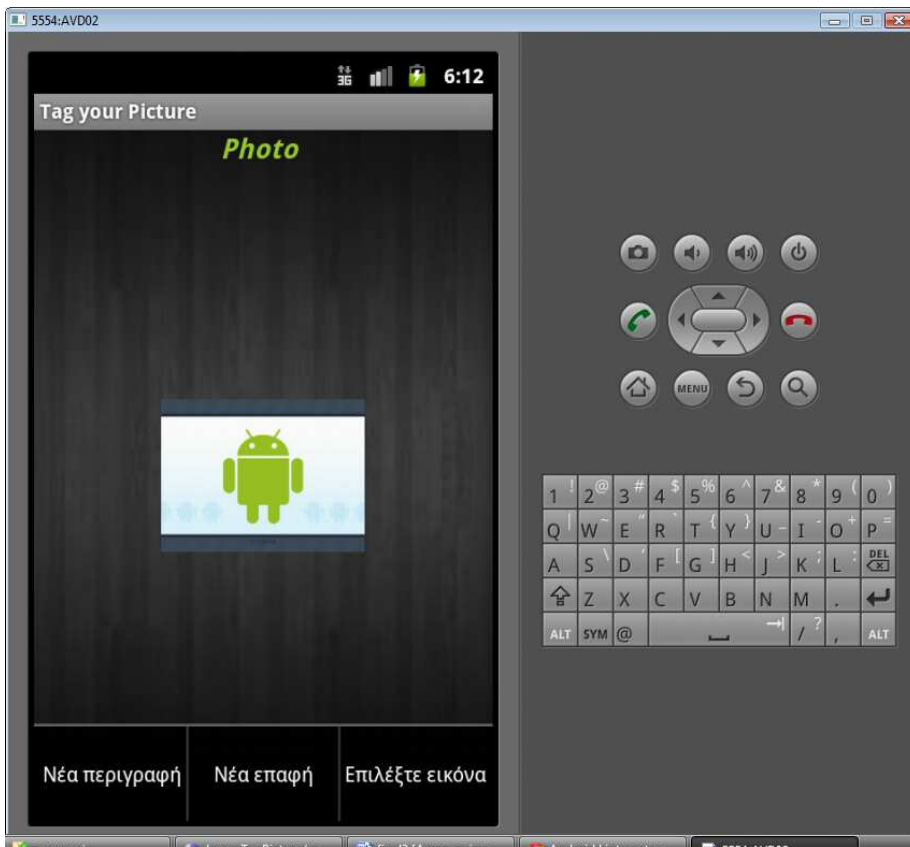 5554:AVD02
3G 6:12
Tag your Picture
Photo
Νέα περιγραφή Νέα επαφή Επιλέξτε εικόνα
MENU
1 ! 2 @ 3 # 4 $ 5 % 6 ^ 7 & 8 * 9 ( 0 )
Q | W ~ E " R ` T { Y } U _ I - O + P =
A S \ D ' F [ G ] H < J > K ; L : DEL
Z X C V B N M .
ALT SYM @ / ? , ALT